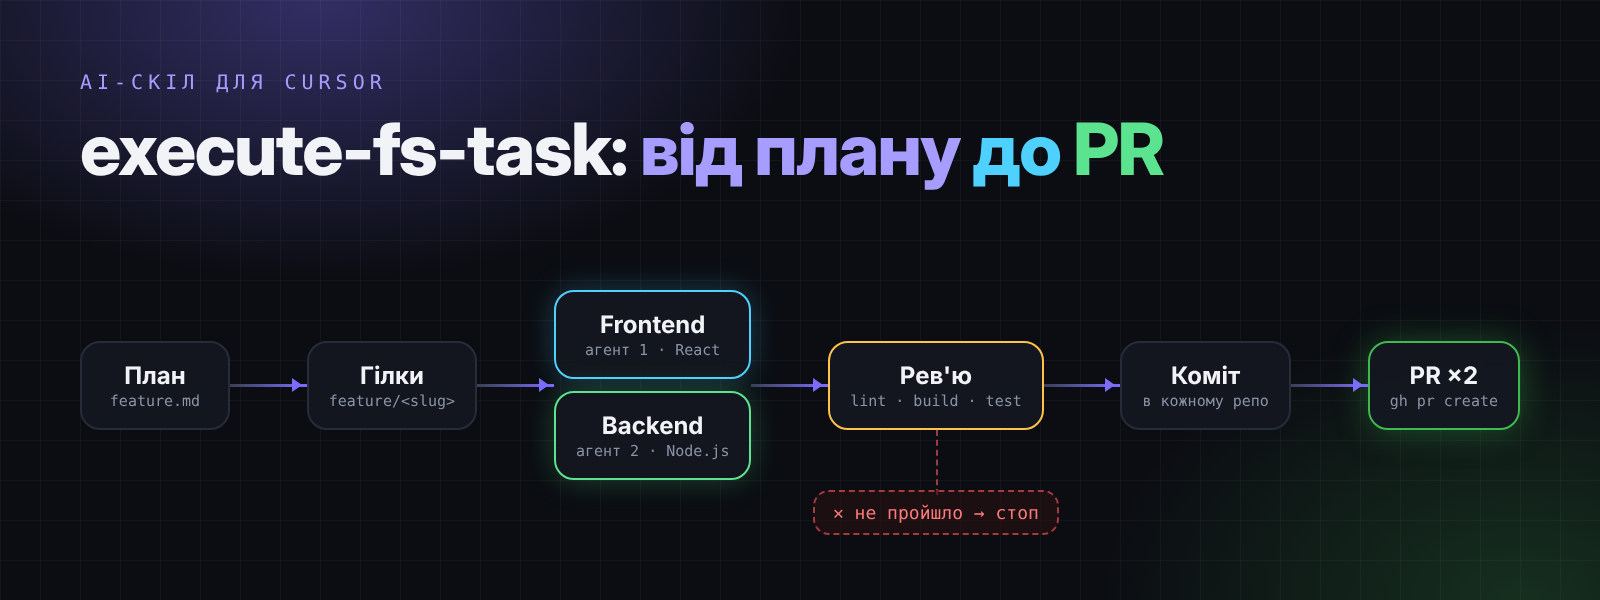 AI-СКІЛ ДЛЯ CURSOR
execute-fs-task: від плану до PR
План
feature.md
Гілки
feature/<slug>
Frontend
агент 1 · React
Backend
агент 2 · Node.js
Рев'ю
lint · build · test
× не пройшло → стоп
Коміт
в кожному репо
PR ×2
gh pr create